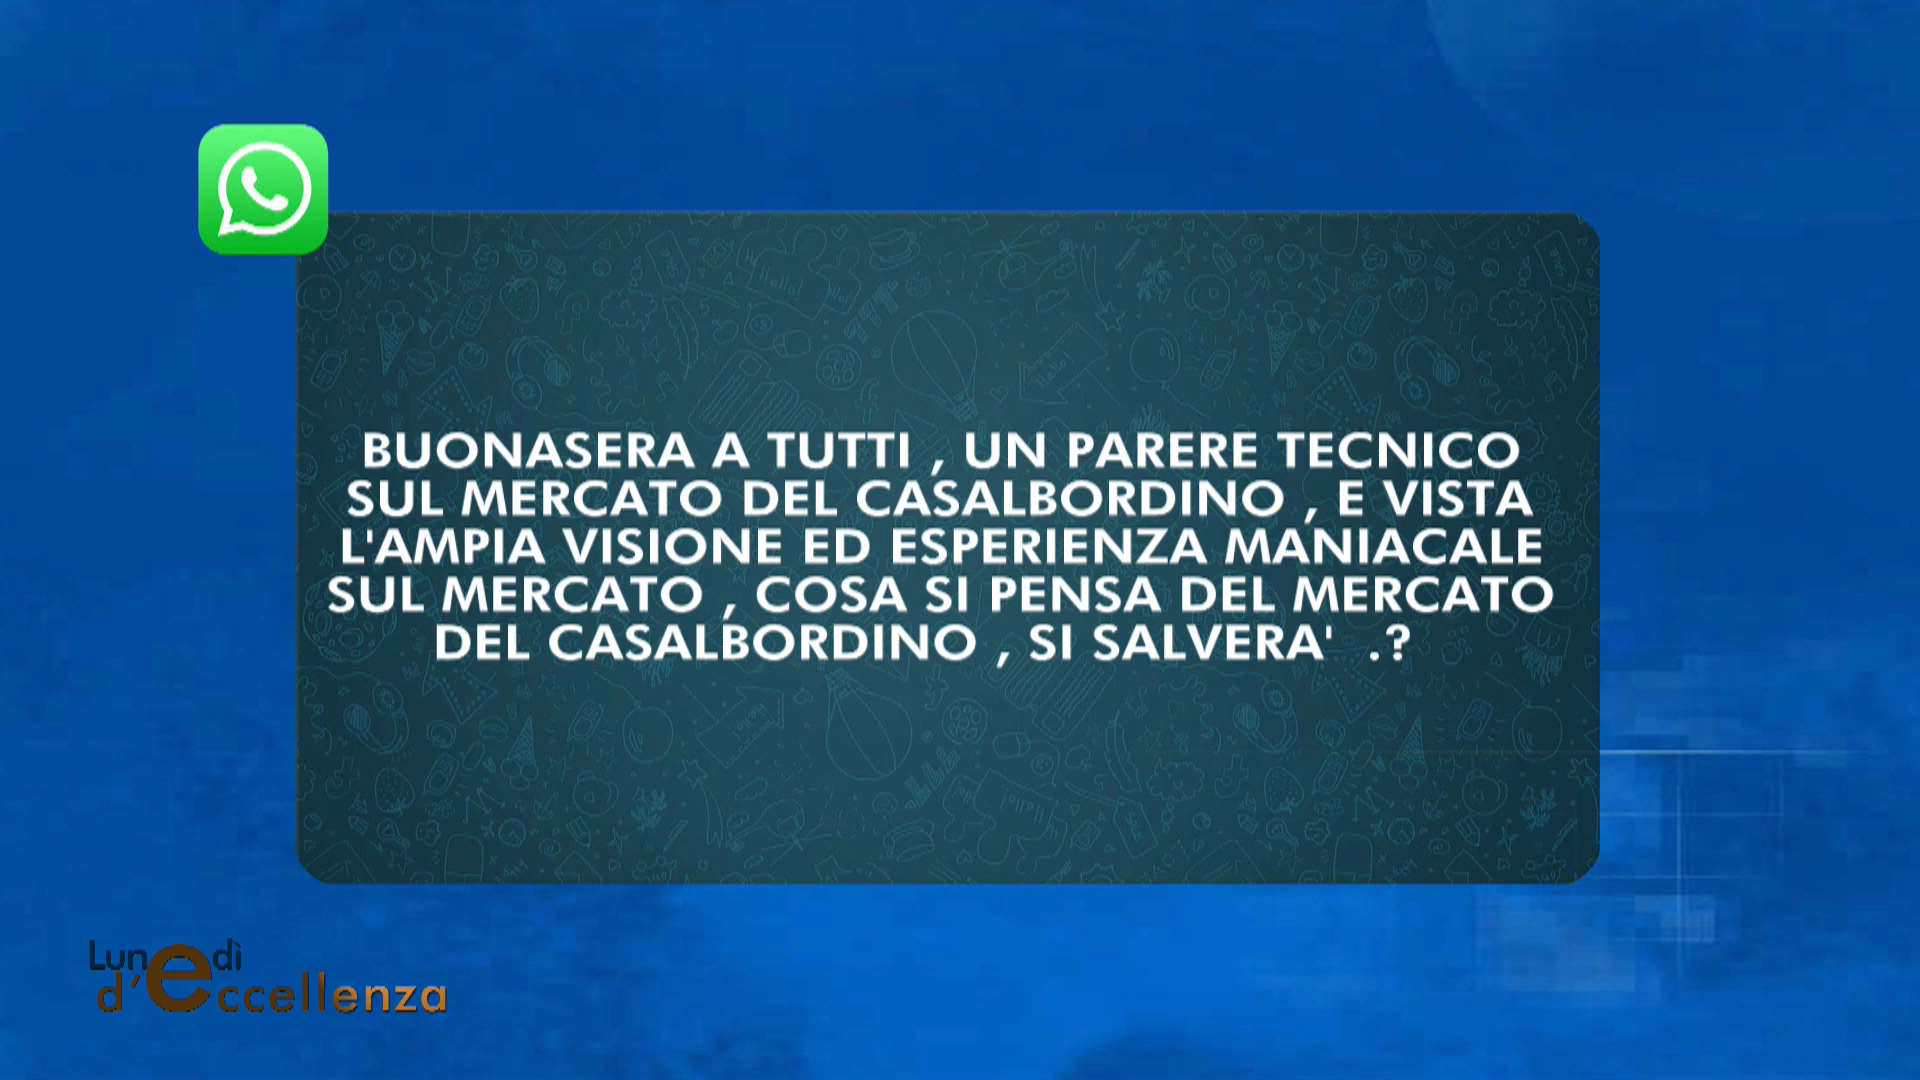 BUONASERA A TUTTI , UN PARERE TECNICO
SUL MERCATO DEL CASALBORDINO , E VISTA
L'AMPIA VISIONE ED ESPERIENZA MANIACALE
SUL MERCATO , COSA SI PENSA DEL MERCATO
DEL CASALBORDINO , SI SALVERA' .?
Lunedì
d'eccellenza